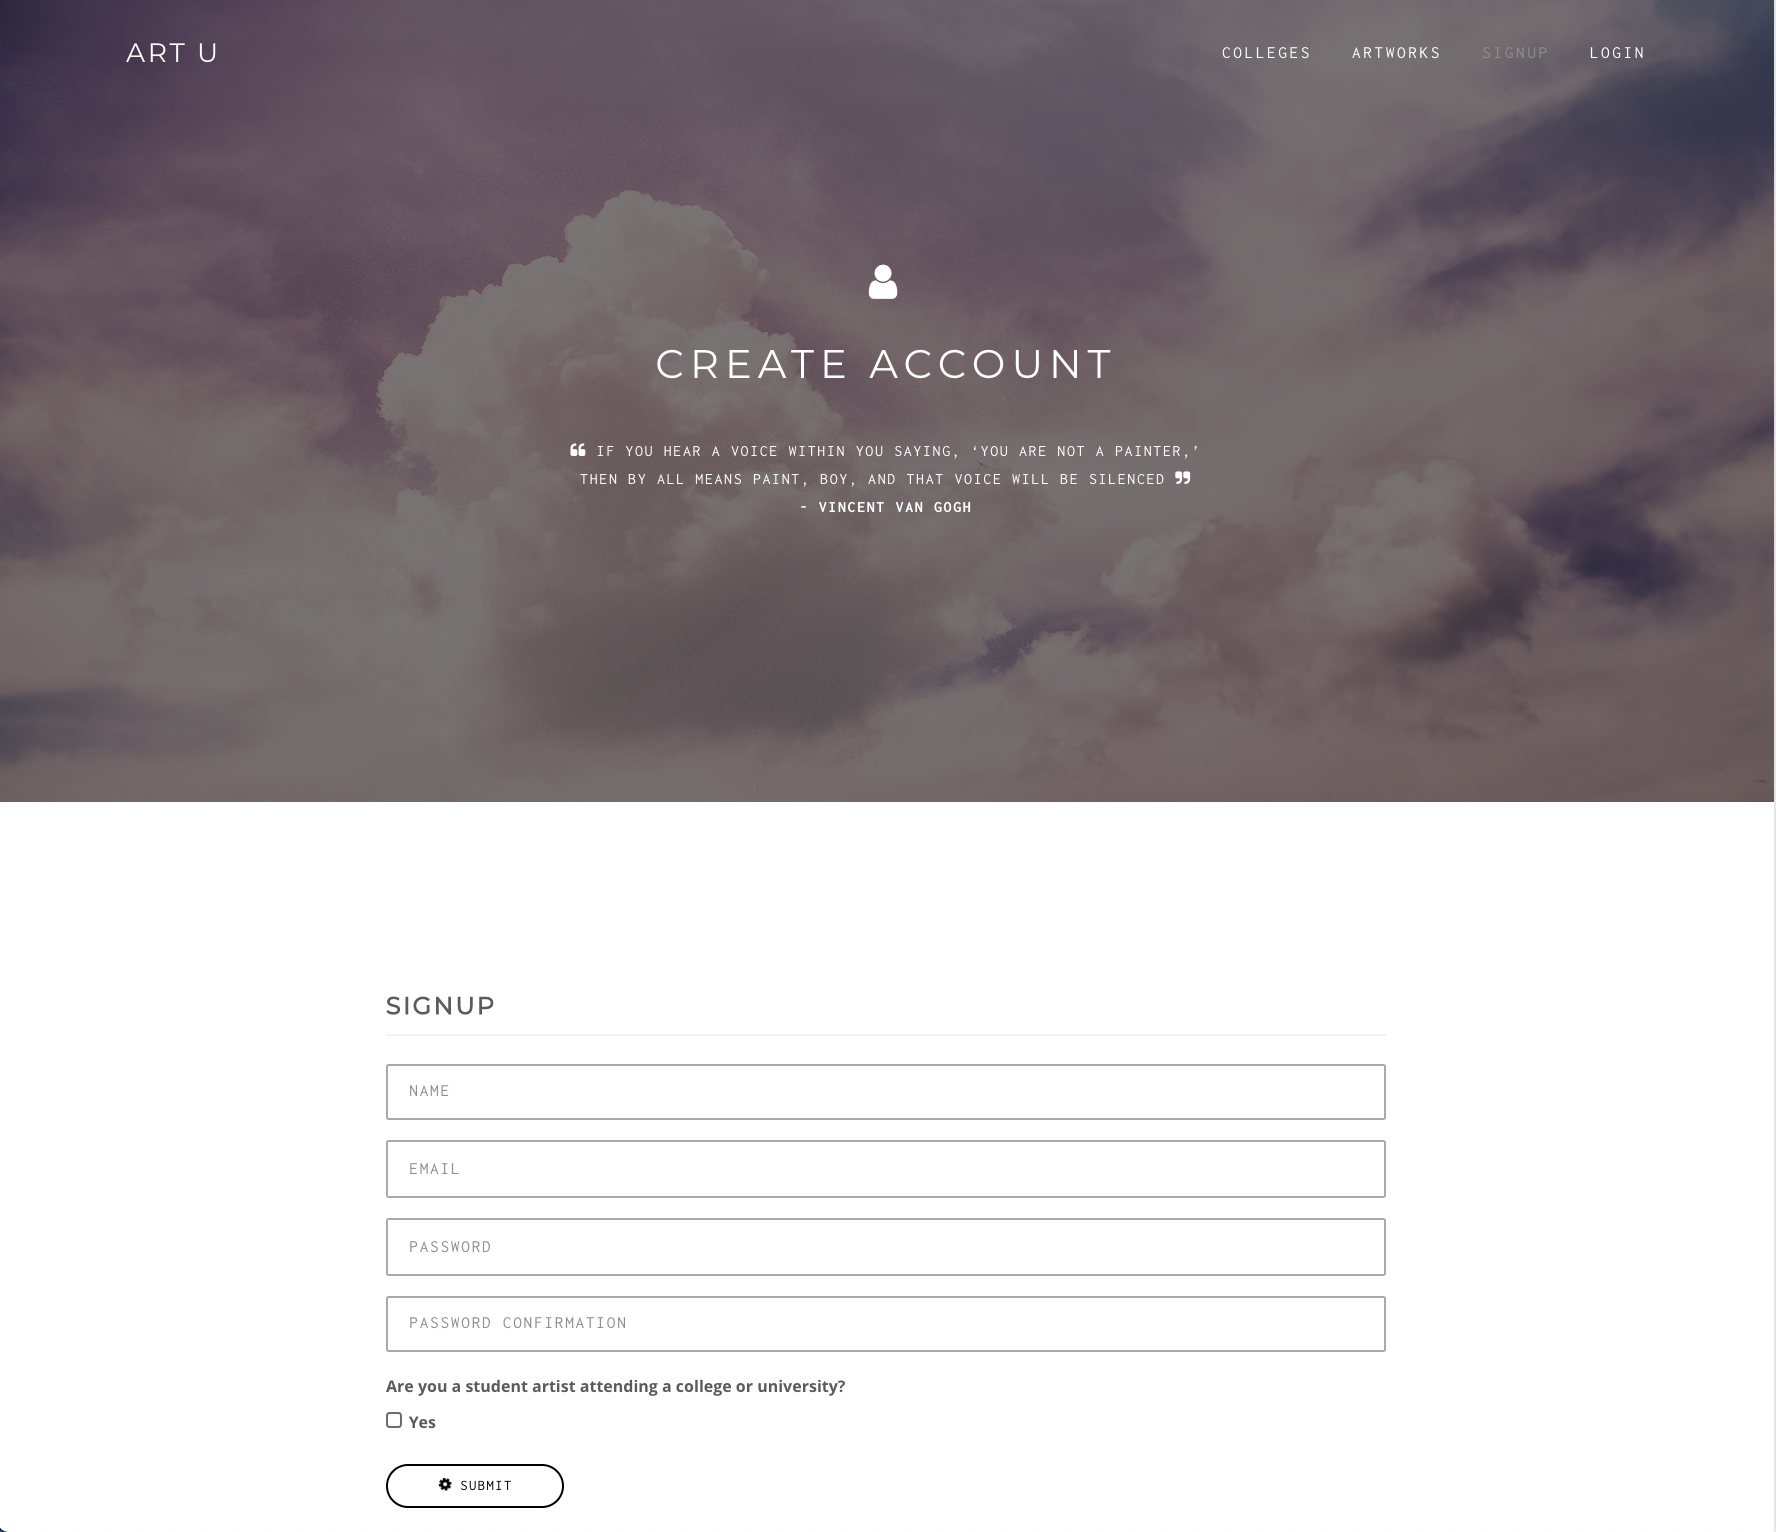 ART U
COLLEGES ARTWORKS SIGNUP LOGIN
CREATE ACCOUNT
❝ IF YOU HEAR A VOICE WITHIN YOU SAYING, ‘YOU ARE NOT A PAINTER,’
THEN BY ALL MEANS PAINT, BOY, AND THAT VOICE WILL BE SILENCED ❞
- VINCENT VAN GOGH
SIGNUP
NAME
EMAIL
PASSWORD
PASSWORD CONFIRMATION
Are you a student artist attending a college or university?
Yes
SUBMIT